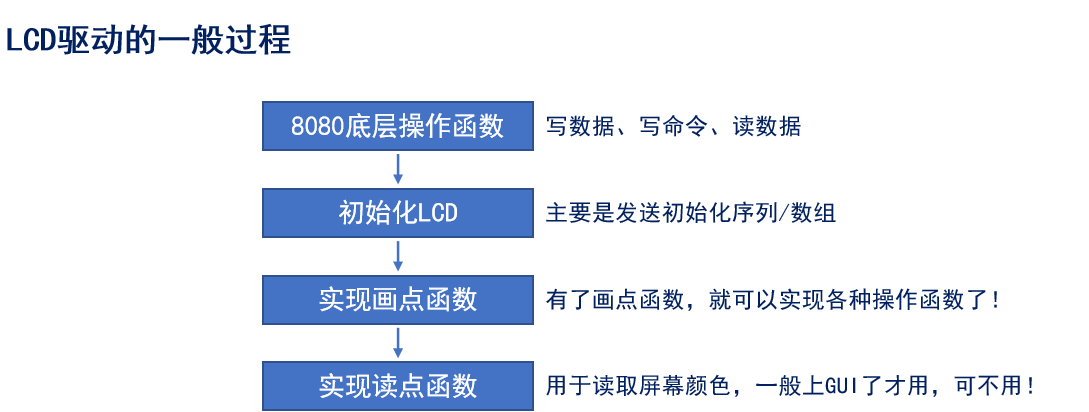 LCD驱动的一般过程
8080底层操作函数 写数据、写命令、读数据
初始化LCD 主要是发送初始化序列/数组
实现画点函数 有了画点函数，就可以实现各种操作函数了！
实现读点函数 用于读取屏幕颜色，一般上GUI了才用，可不用！